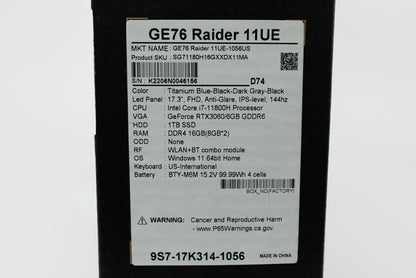 GE76 Raider 11UE
MKT NAME : GE76 Raider 11UE-1056US
Product SKU : SG71180H16GXXDX11MA
S/N: K2206N0046156 D74
Color : Titanium Blue-Black-Dark Gray-Black
Led Panel : 17.3", FHD, Anti-Glare, IPS-level, 144hz
CPU : Intel Core i7-11800H Processor
VGA : GeForce RTX3060/6GB GDDR6
HDD : 1TB SSD
RAM : DDR4 16GB(8GB*2)
ODD : None
RF : WLAN+BT combo module
OS : Windows 11 64bit Home
Keyboard : US-International
Battery : BTY-M6M 15.2V 99.99Wh 4 cells
BOX_NO(FACTORY)
WARNING: Cancer and Reproductive Harm
- www.P65Warnings.ca.gov.
9S7-17K314-1056
MADE IN CHINA